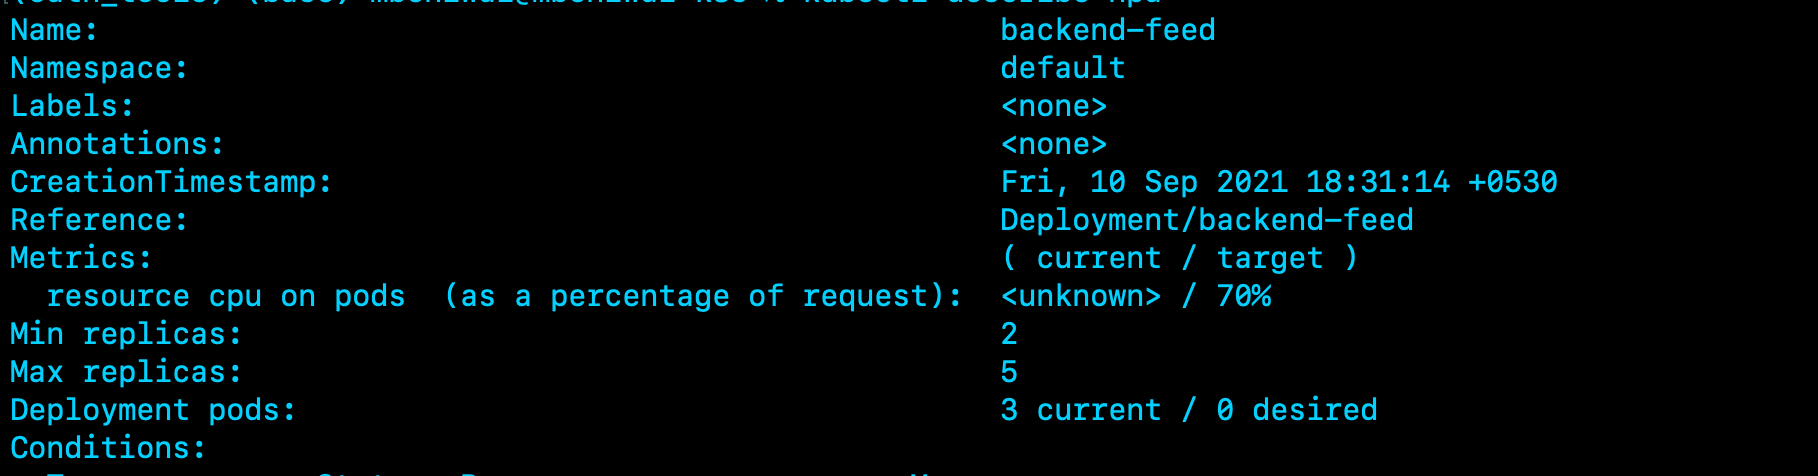 Name: backend-feed
Namespace: default
Labels: <none>
Annotations: <none>
CreationTimestamp: Fri, 10 Sep 2021 18:31:14 +0530
Reference: Deployment/backend-feed
Metrics: ( current / target )
resource cpu on pods (as a percentage of request): <unknown> / 70%
Min replicas: 2
Max replicas: 5
Deployment pods: 3 current / 0 desired
Conditions: